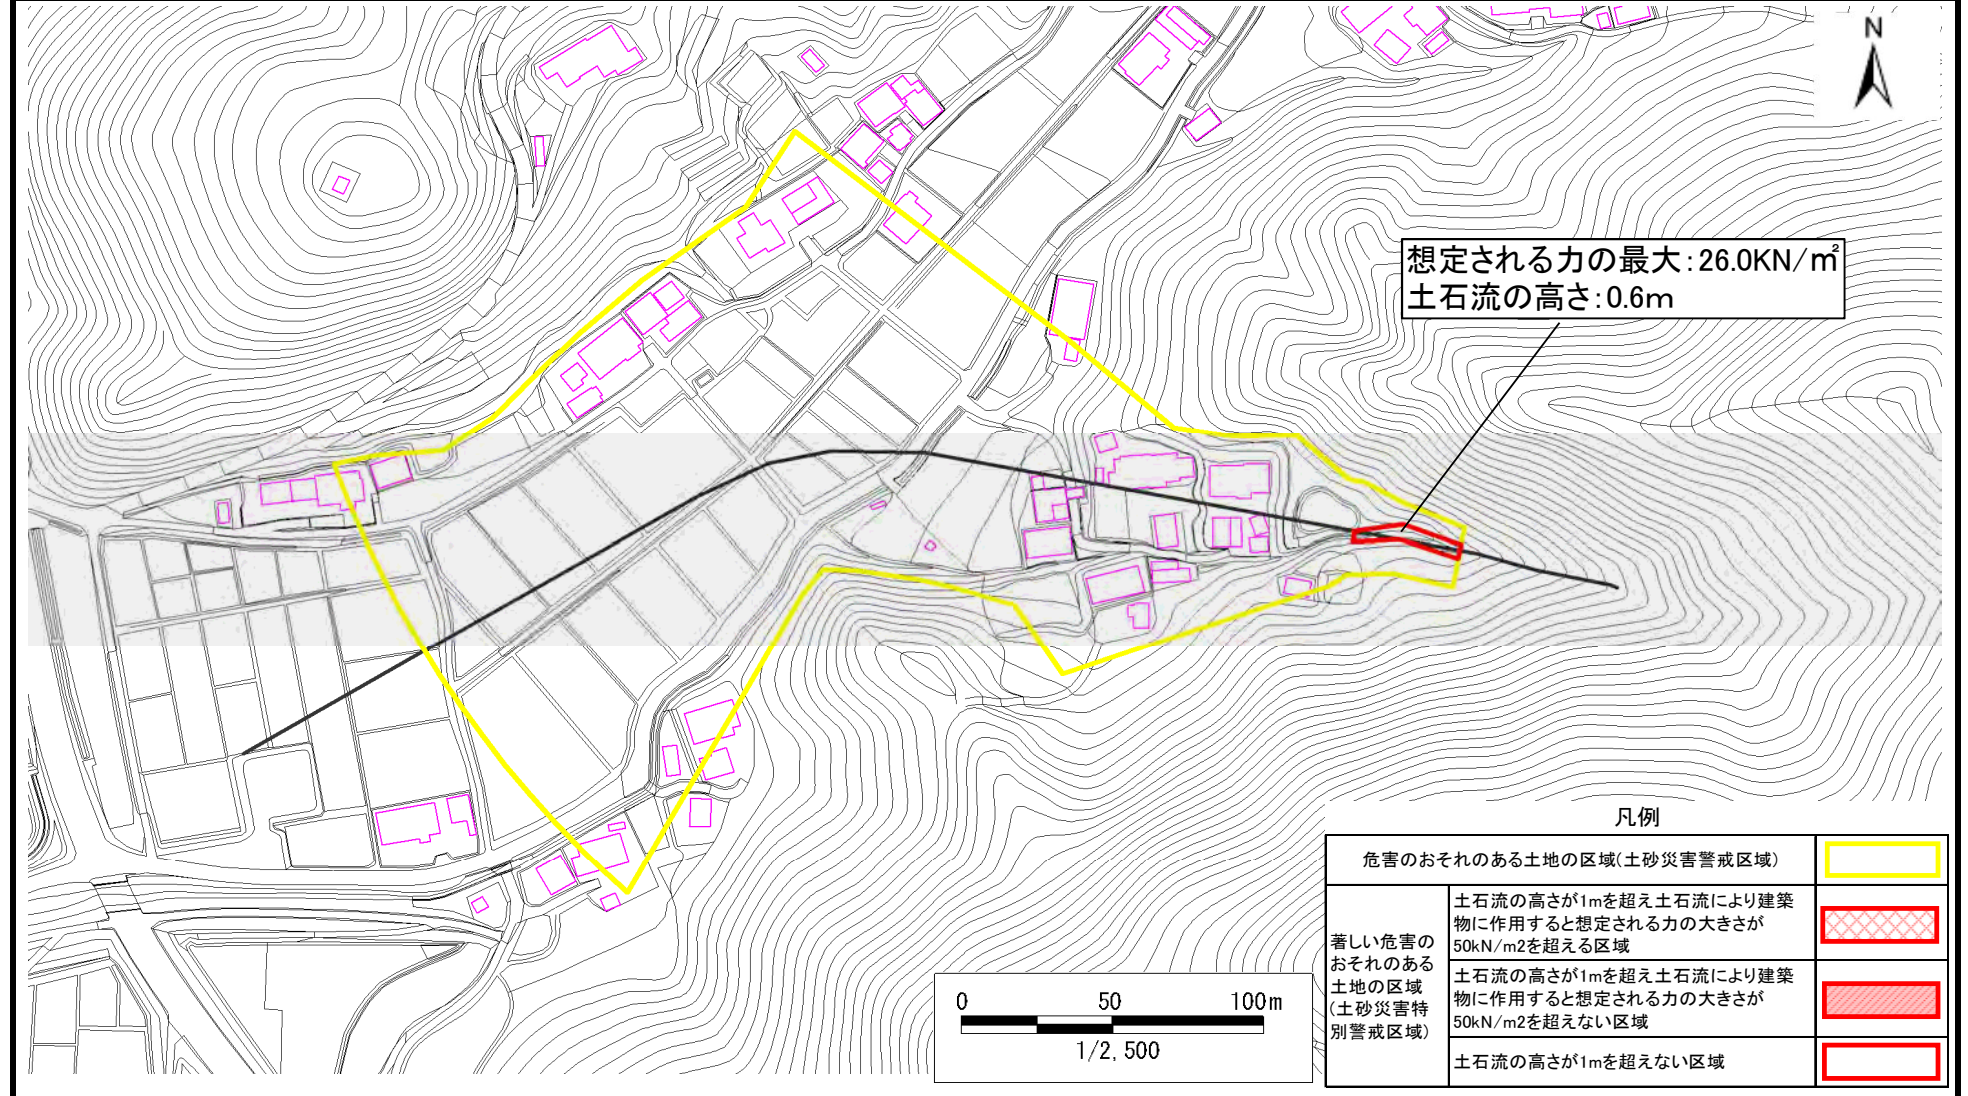 N
想定される力の最大:26.0KN/㎡
土石流の高さ:0.6m
凡例
危害のおそれのある土地の区域(土砂災害警戒区域)
著しい危害の
おそれのある
土地の区域
(土砂災害特
別警戒区域)
土石流の高さが1mを超え土石流により建築
物に作用すると想定される力の大きさが
50kN/m2を超える区域
土石流の高さが1mを超え土石流により建築
物に作用すると想定される力の大きさが
50kN/m2を超えない区域
土石流の高さが1mを超えない区域
0 50 100m
1/2,500